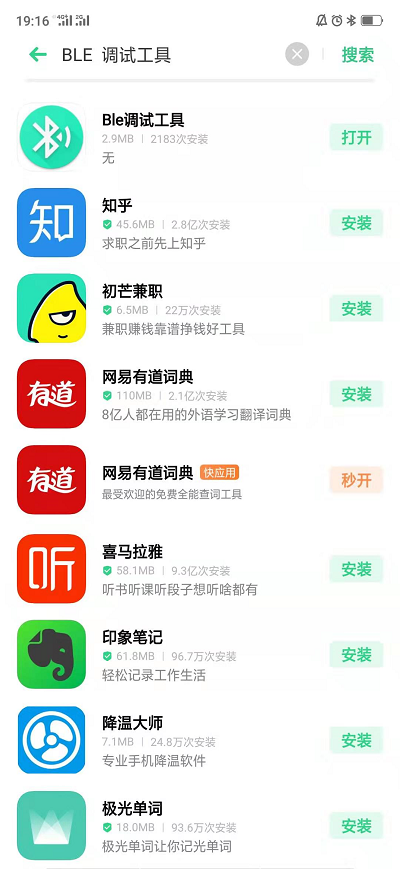 19:16 4G+ 2G
BLE 调试工具 搜索
Ble调试工具
2.9MB 2183次安装
无
打开
知
知乎
45.6MB 2.8亿次安装
求职之前先上知乎
安装
初芒兼职
6.5MB 22万次安装
兼职赚钱靠谱挣钱好工具
安装
有道
网易有道词典
110MB 2.1亿次安装
8亿人都在用的外语学习翻译词典
安装
有道
网易有道词典 快应用
最受欢迎的免费全能查词工具
秒开
听
喜马拉雅
58.1MB 9.3亿次安装
听书听课听段子想听啥都有
安装
印象笔记
61.8MB 96.7万次安装
轻松记录工作生活
安装
降温大师
7.1MB 24.8万次安装
专业手机降温软件
安装
极光单词
18.0MB 93.6万次安装
极光单词让你记光单词
安装